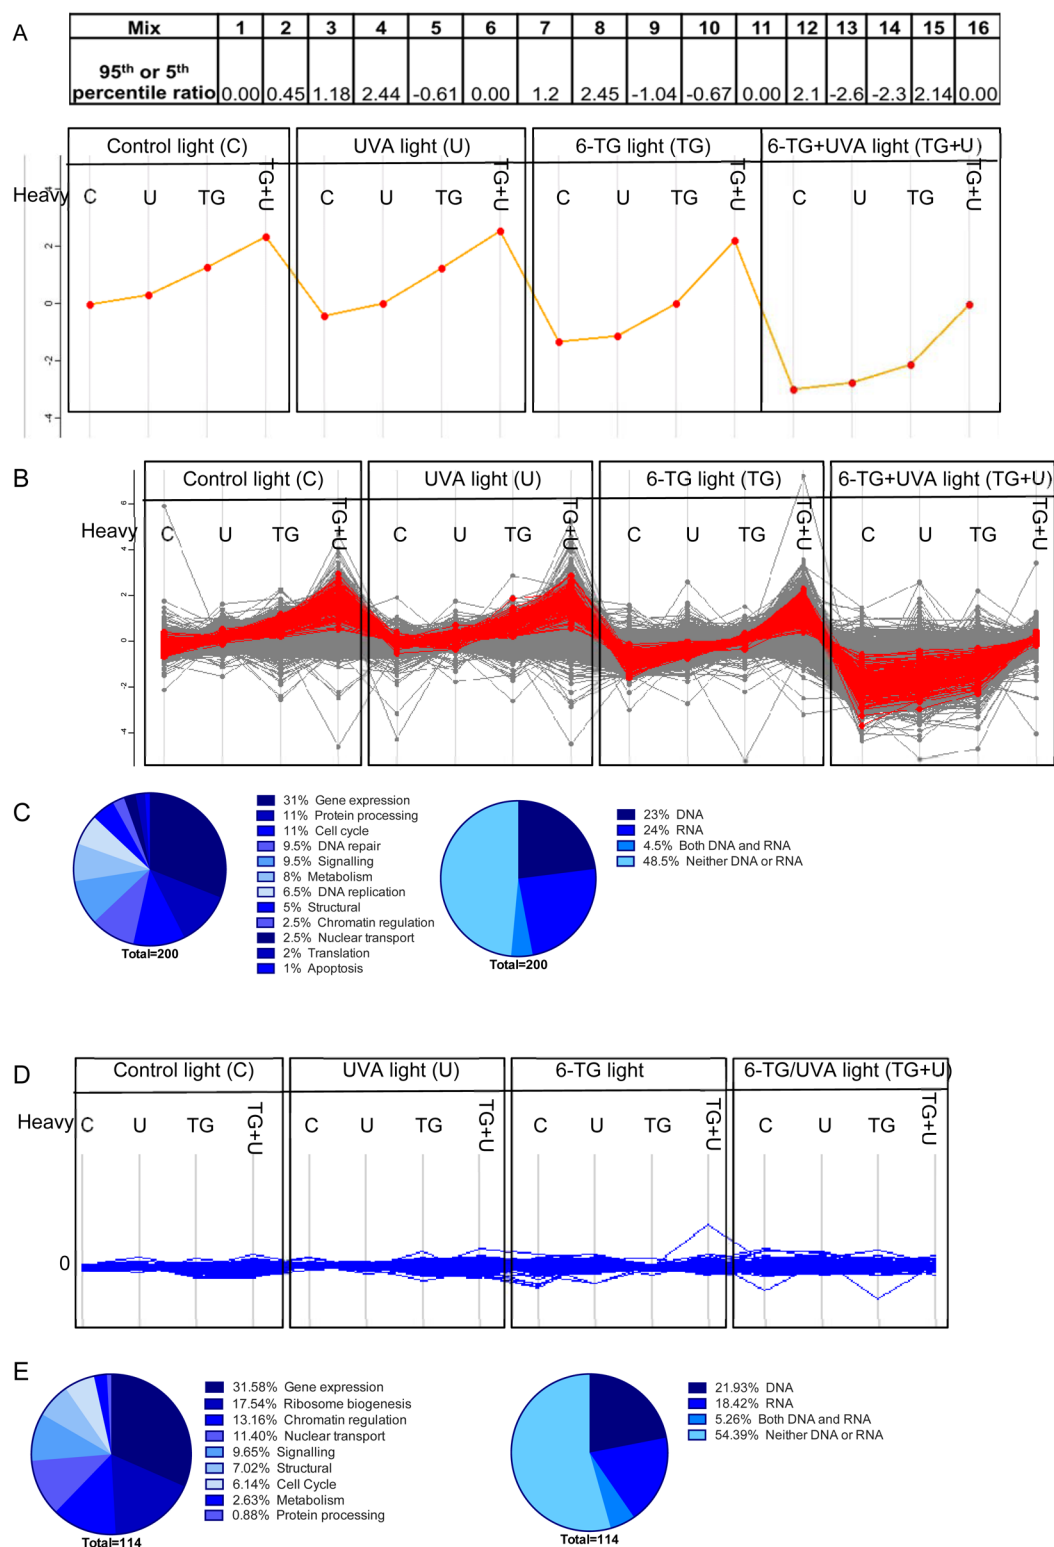 A
Mix 1 2 3 4 5 6 7 8 9 10 11 12 13 14 15 16
95th or 5th
percentile ratio 0.00 0.45 1.18 2.44 -0.61 0.00 1.2 2.45 -1.04 -0.67 0.00 2.1 -2.6 -2.3 2.14 0.00
Control light (C) UVA light (U) 6-TG light (TG) 6-TG+UVA light (TG+U)
Heavy C U TG TG+U C U TG TG+U C U TG TG+U C U TG TG+U
2
0
-2
-4
B
Control light (C) UVA light (U) 6-TG light (TG) 6-TG+UVA light (TG+U)
6
Heavy C U TG TG+U C U TG TG+U C U TG TG+U C U TG TG+U
4
2
0
-2
-4
C
31% Gene expression
11% Protein processing
11% Cell cycle
9.5% DNA repair
9.5% Signalling
8% Metabolism
6.5% DNA replication
5% Structural
2.5% Chromatin regulation
2.5% Nuclear transport
2% Translation
1% Apoptosis
Total=200
23% DNA
24% RNA
4.5% Both DNA and RNA
48.5% Neither DNA or RNA
Total=200
D
Control light (C) UVA light (U) 6-TG light 6-TG/UVA light (TG+U)
Heavy C U TG TG+U C U TG TG+U C U TG TG+U C U TG TG+U
0
E
31.58% Gene expression
17.54% Ribosome biogenesis
13.16% Chromatin regulation
11.40% Nuclear transport
9.65% Signalling
7.02% Structural
6.14% Cell Cycle
2.63% Metabolism
0.88% Protein processing
Total=114
21.93% DNA
18.42% RNA
5.26% Both DNA and RNA
54.39% Neither DNA or RNA
Total=114